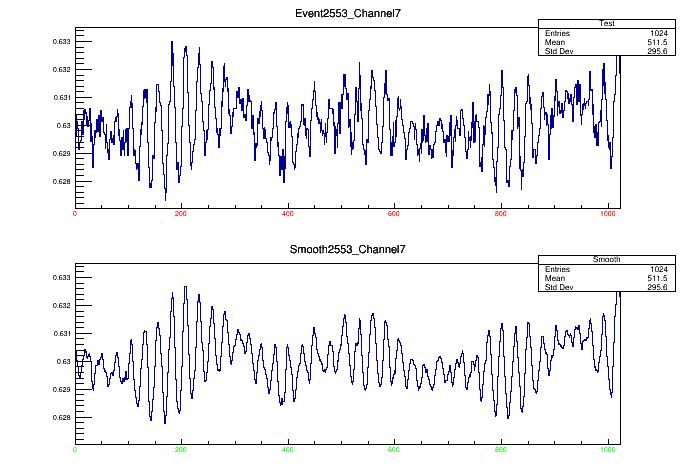 Event2553_Channel7
Test
Entries 1024
Mean 511.5
Std Dev 295.6
0.633
0.632
0.631
0.63
0.629
0.628
0 200 400 600 800 1000
Smooth2553_Channel7
Smooth
Entries 1024
Mean 511.5
Std Dev 295.6
0.633
0.632
0.631
0.63
0.629
0.628
0 200 400 600 800 1000